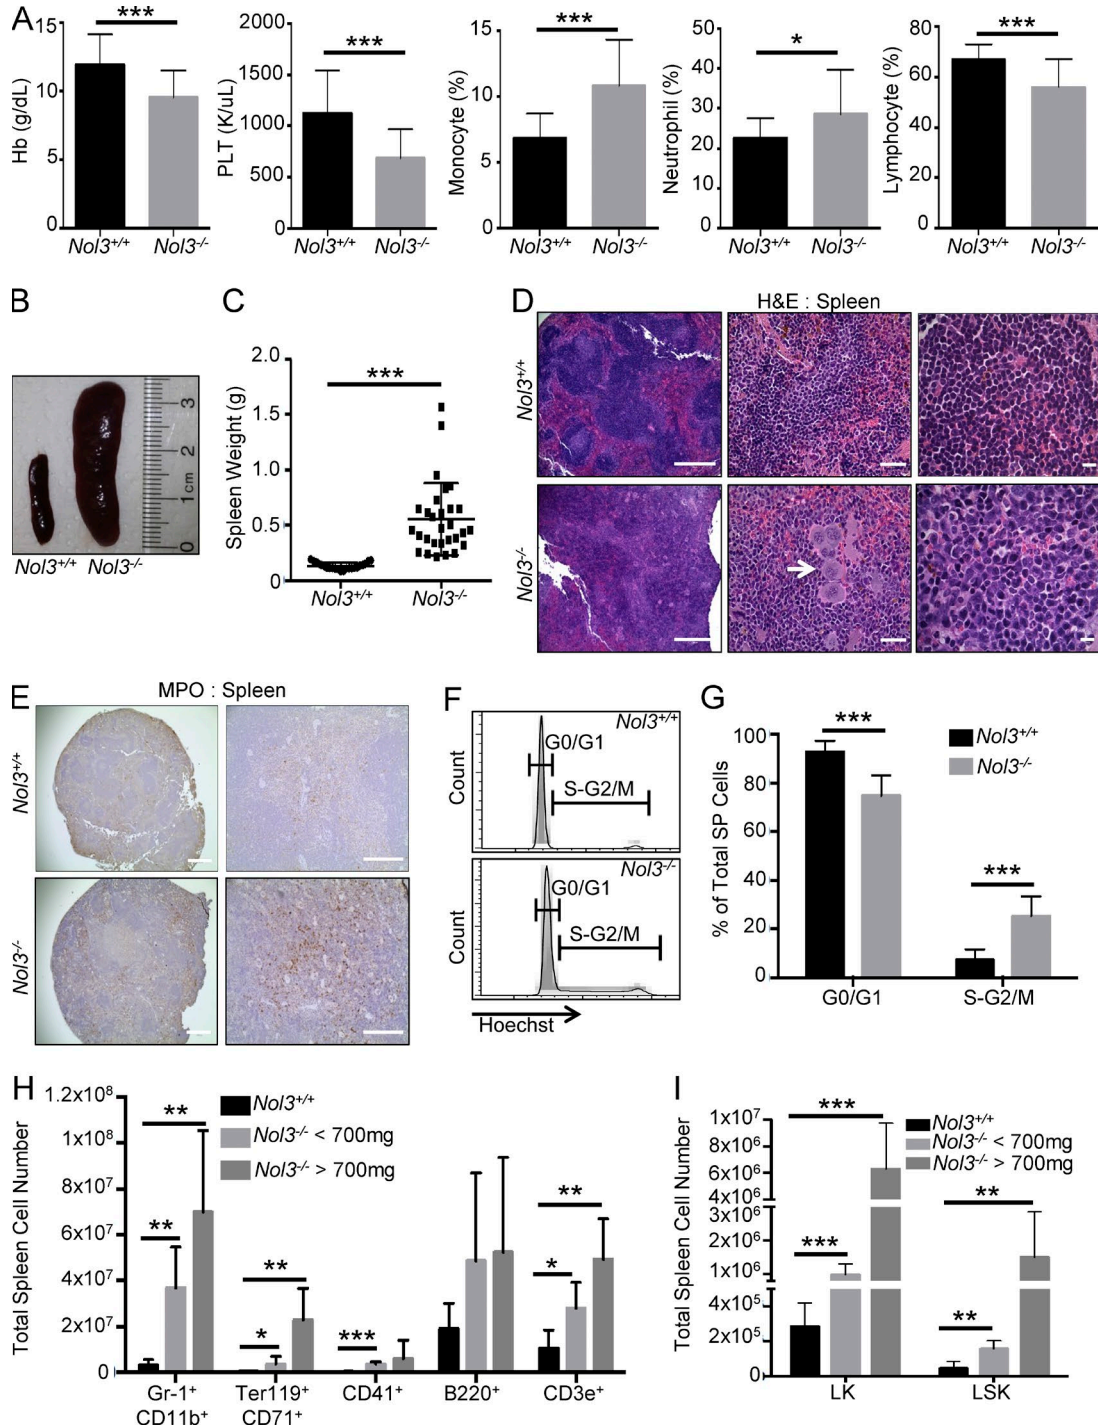 A
Hb (g/dL)
15
10
5
0
***
Nol3+/+ Nol3-/-
PLT (K/uL)
2000
1500
1000
500
0
***
Nol3+/+ Nol3-/-
Monocyte (%)
15
10
5
0
***
Nol3+/+ Nol3-/-
Neutrophil (%)
50
40
30
20
10
0
*
Nol3+/+ Nol3-/-
Lymphocyte (%)
80
60
40
20
0
***
Nol3+/+ Nol3-/-
B
3
2
1cm
0
Nol3+/+ Nol3-/-
C
Spleen Weight (g)
2.0
1.5
1.0
0.5
0
***
Nol3+/+ Nol3-/-
D
H&E : Spleen
Nol3+/+
Nol3-/-
E
MPO : Spleen
Nol3+/+
Nol3-/-
F
Count
Nol3+/+
G0/G1
S-G2/M
Count
Nol3-/-
G0/G1
S-G2/M
Hoechst
G
% of Total SP Cells
100
80
60
40
20
0
***
***
Nol3+/+
Nol3-/-
G0/G1 S-G2/M
H
Total Spleen Cell Number
1.2x10⁸
1x10⁸
8x10⁷
6x10⁷
4x10⁷
2x10⁷
0
Nol3+/+
Nol3-/- < 700mg
Nol3-/- > 700mg
**
**
**
*
***
**
*
Gr-1+ Ter119+ CD41+ B220+ CD3e+
CD11b+ CD71+
I
Total Spleen Cell Number
1x10⁷
8x10⁶
6x10⁶
4x10⁶
3x10⁶
2x10⁶
1x10⁶
4x10⁵
2x10⁵
0
***
***
**
**
Nol3+/+
Nol3-/- < 700mg
Nol3-/- > 700mg
LK LSK